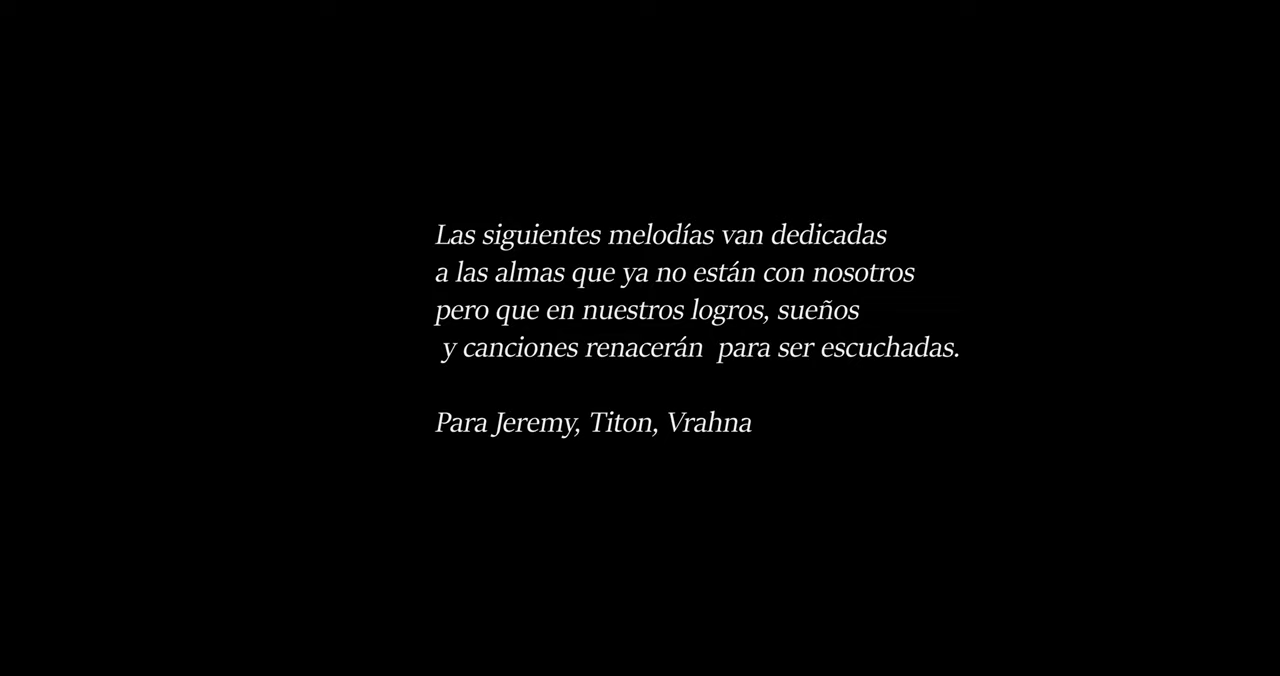 Las siguientes melodías van dedicadas
a las almas que ya no están con nosotros
pero que en nuestros logros, sueños
y canciones renacerán  para ser escuchadas.
Para Jeremy, Titon, Vrahna